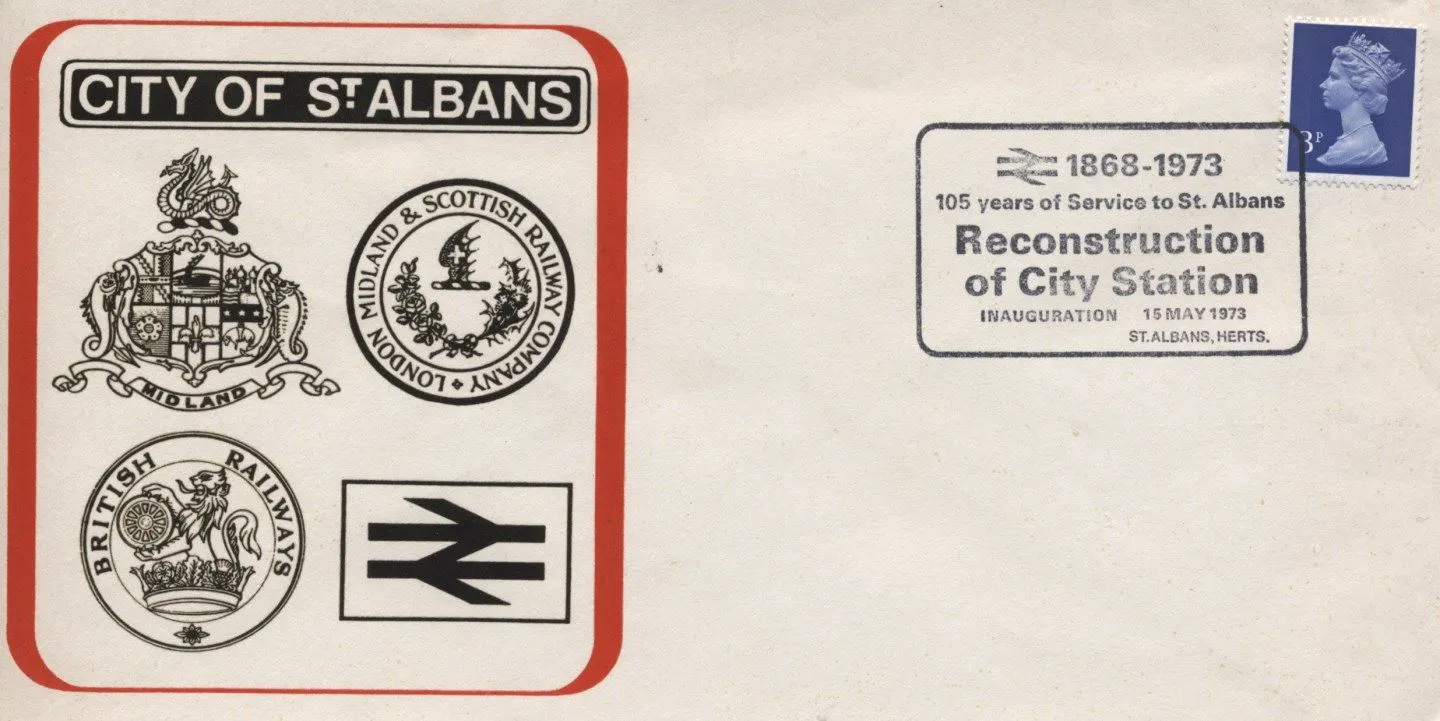 CITY OF ST ALBANS
MIDLAND
LONDON MIDLAND & SCOTTISH RAILWAY COMPANY
BRITISH RAILWAYS
3P
1868-1973
105 years of Service to St. Albans
Reconstruction
of City Station
INAUGURATION 15 MAY 1973
ST.ALBANS, HERTS.